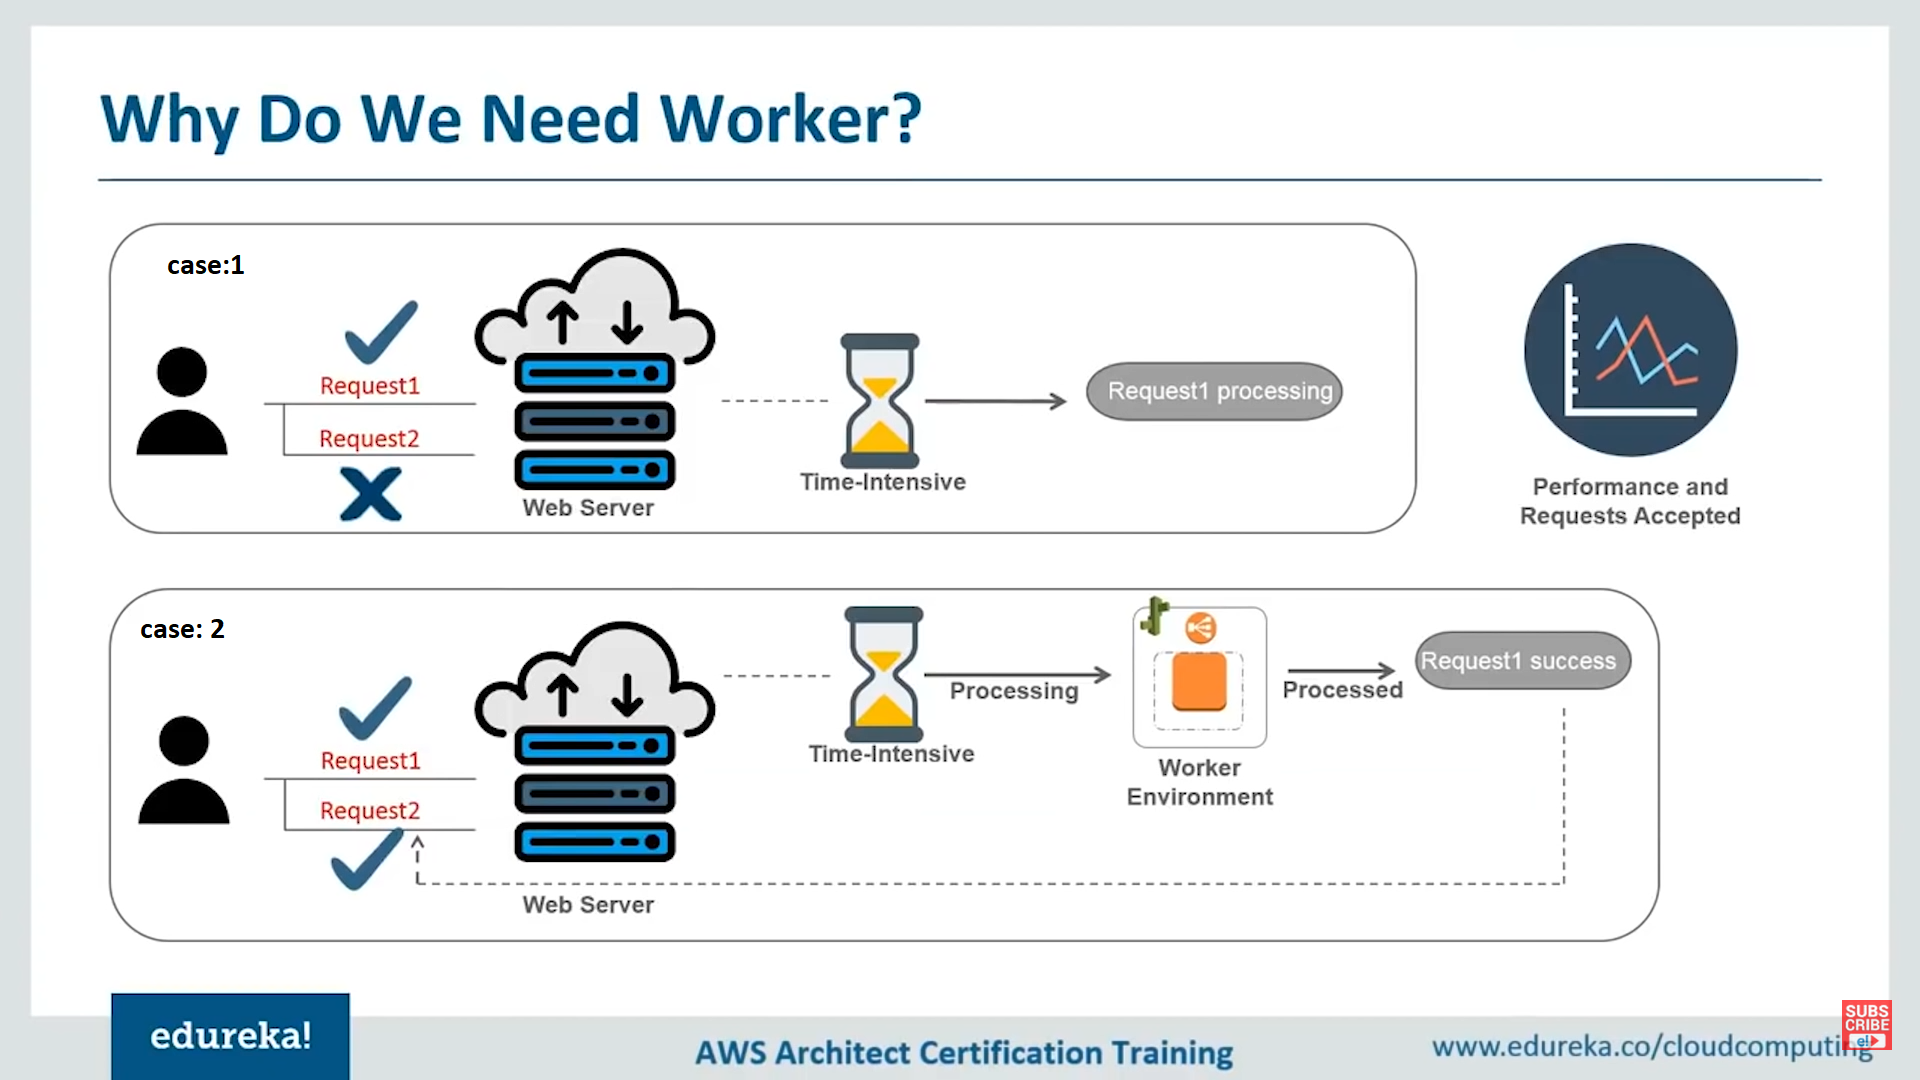 Why Do We Need Worker?
case:1
Request1
Request2
Web Server
Time-Intensive
Request1 processing
Performance and
Requests Accepted
case: 2
Request1
Request2
Web Server
Time-Intensive
Processing
Worker
Environment
Processed
Request1 success
edureka!
AWS Architect Certification Training
www.edureka.co/cloudcomputing
SUBS
CRIBE
e!